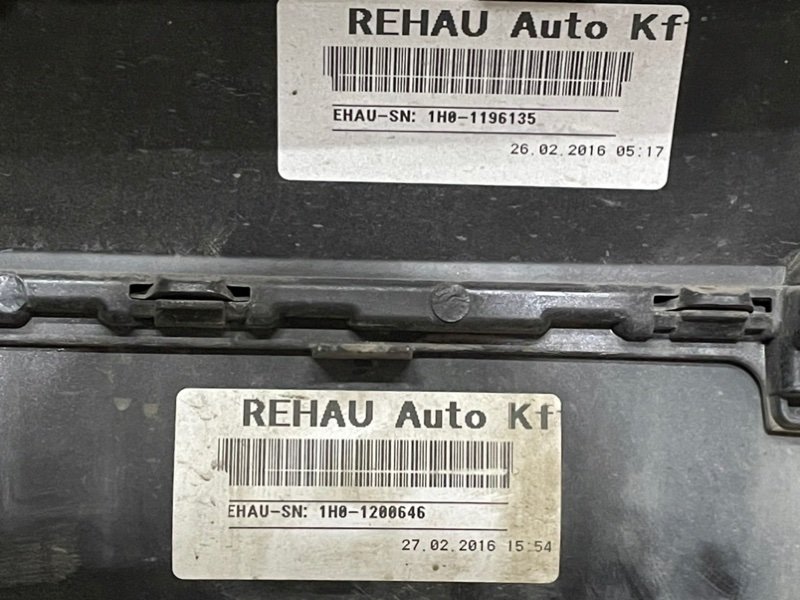 REHAU Auto Kf
EHAU-SN: 1H0-1196135
26.02.2016 05:17
REHAU Auto Kf
EHAU-SN: 1H0-1200646
27.02.2016 15:54